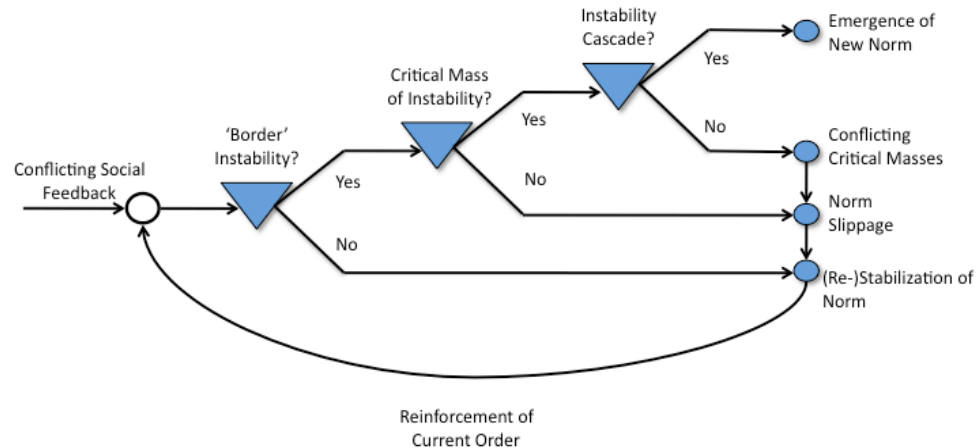 Instability
Cascade?
Yes
No
Emergence of
New Norm
Critical Mass
of Instability?
Yes
No
Conflicting
Critical Masses
‘Border’
Instability?
Yes
No
Norm
Slippage
Conflicting Social
Feedback
(Re-)Stabilization of
Norm
Reinforcement of
Current Order